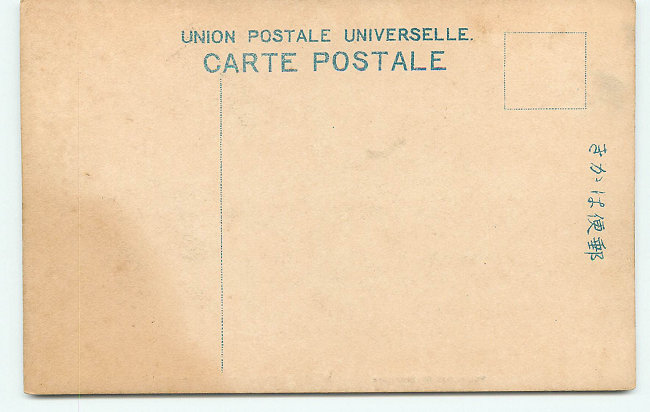 UNION POSTALE UNIVERSELLE.
CARTE POSTALE
郵便はかき